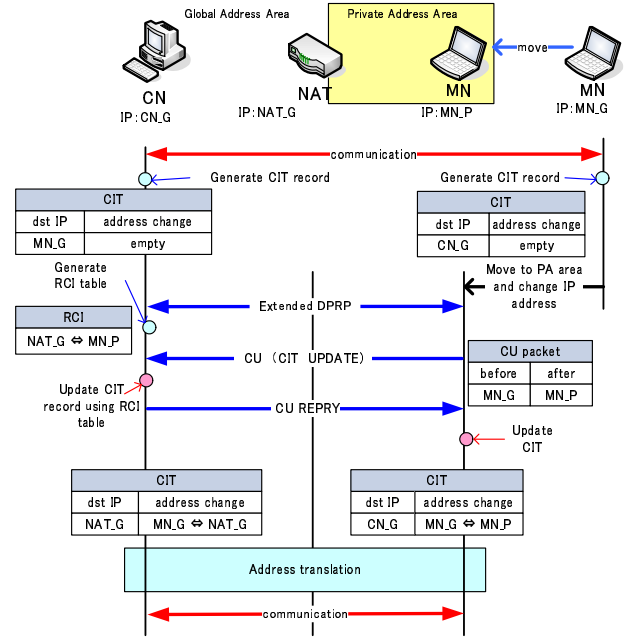 Global Address Area
Private Address Area
move
CN
NAT
MN
MN
IP:CN_G
IP:NAT_G
IP:MN_P
IP:MN_G
communication
Generate CIT record
Generate CIT record
CIT
dst IP address change
MN_G empty
CIT
dst IP address change
CN_G empty
Generate
RCI table
Move to PA area
and change IP
address
Extended DPRP
RCI
NAT_G ⇔ MN_P
CU (CIT UPDATE)
CU packet
before after
MN_G MN_P
Update CIT
record using RCI
table
CU REPRY
Update
CIT
CIT
dst IP address change
NAT_G MN_G ⇔ NAT_G
CIT
dst IP address change
CN_G MN_G ⇔ MN_P
Address translation
communication